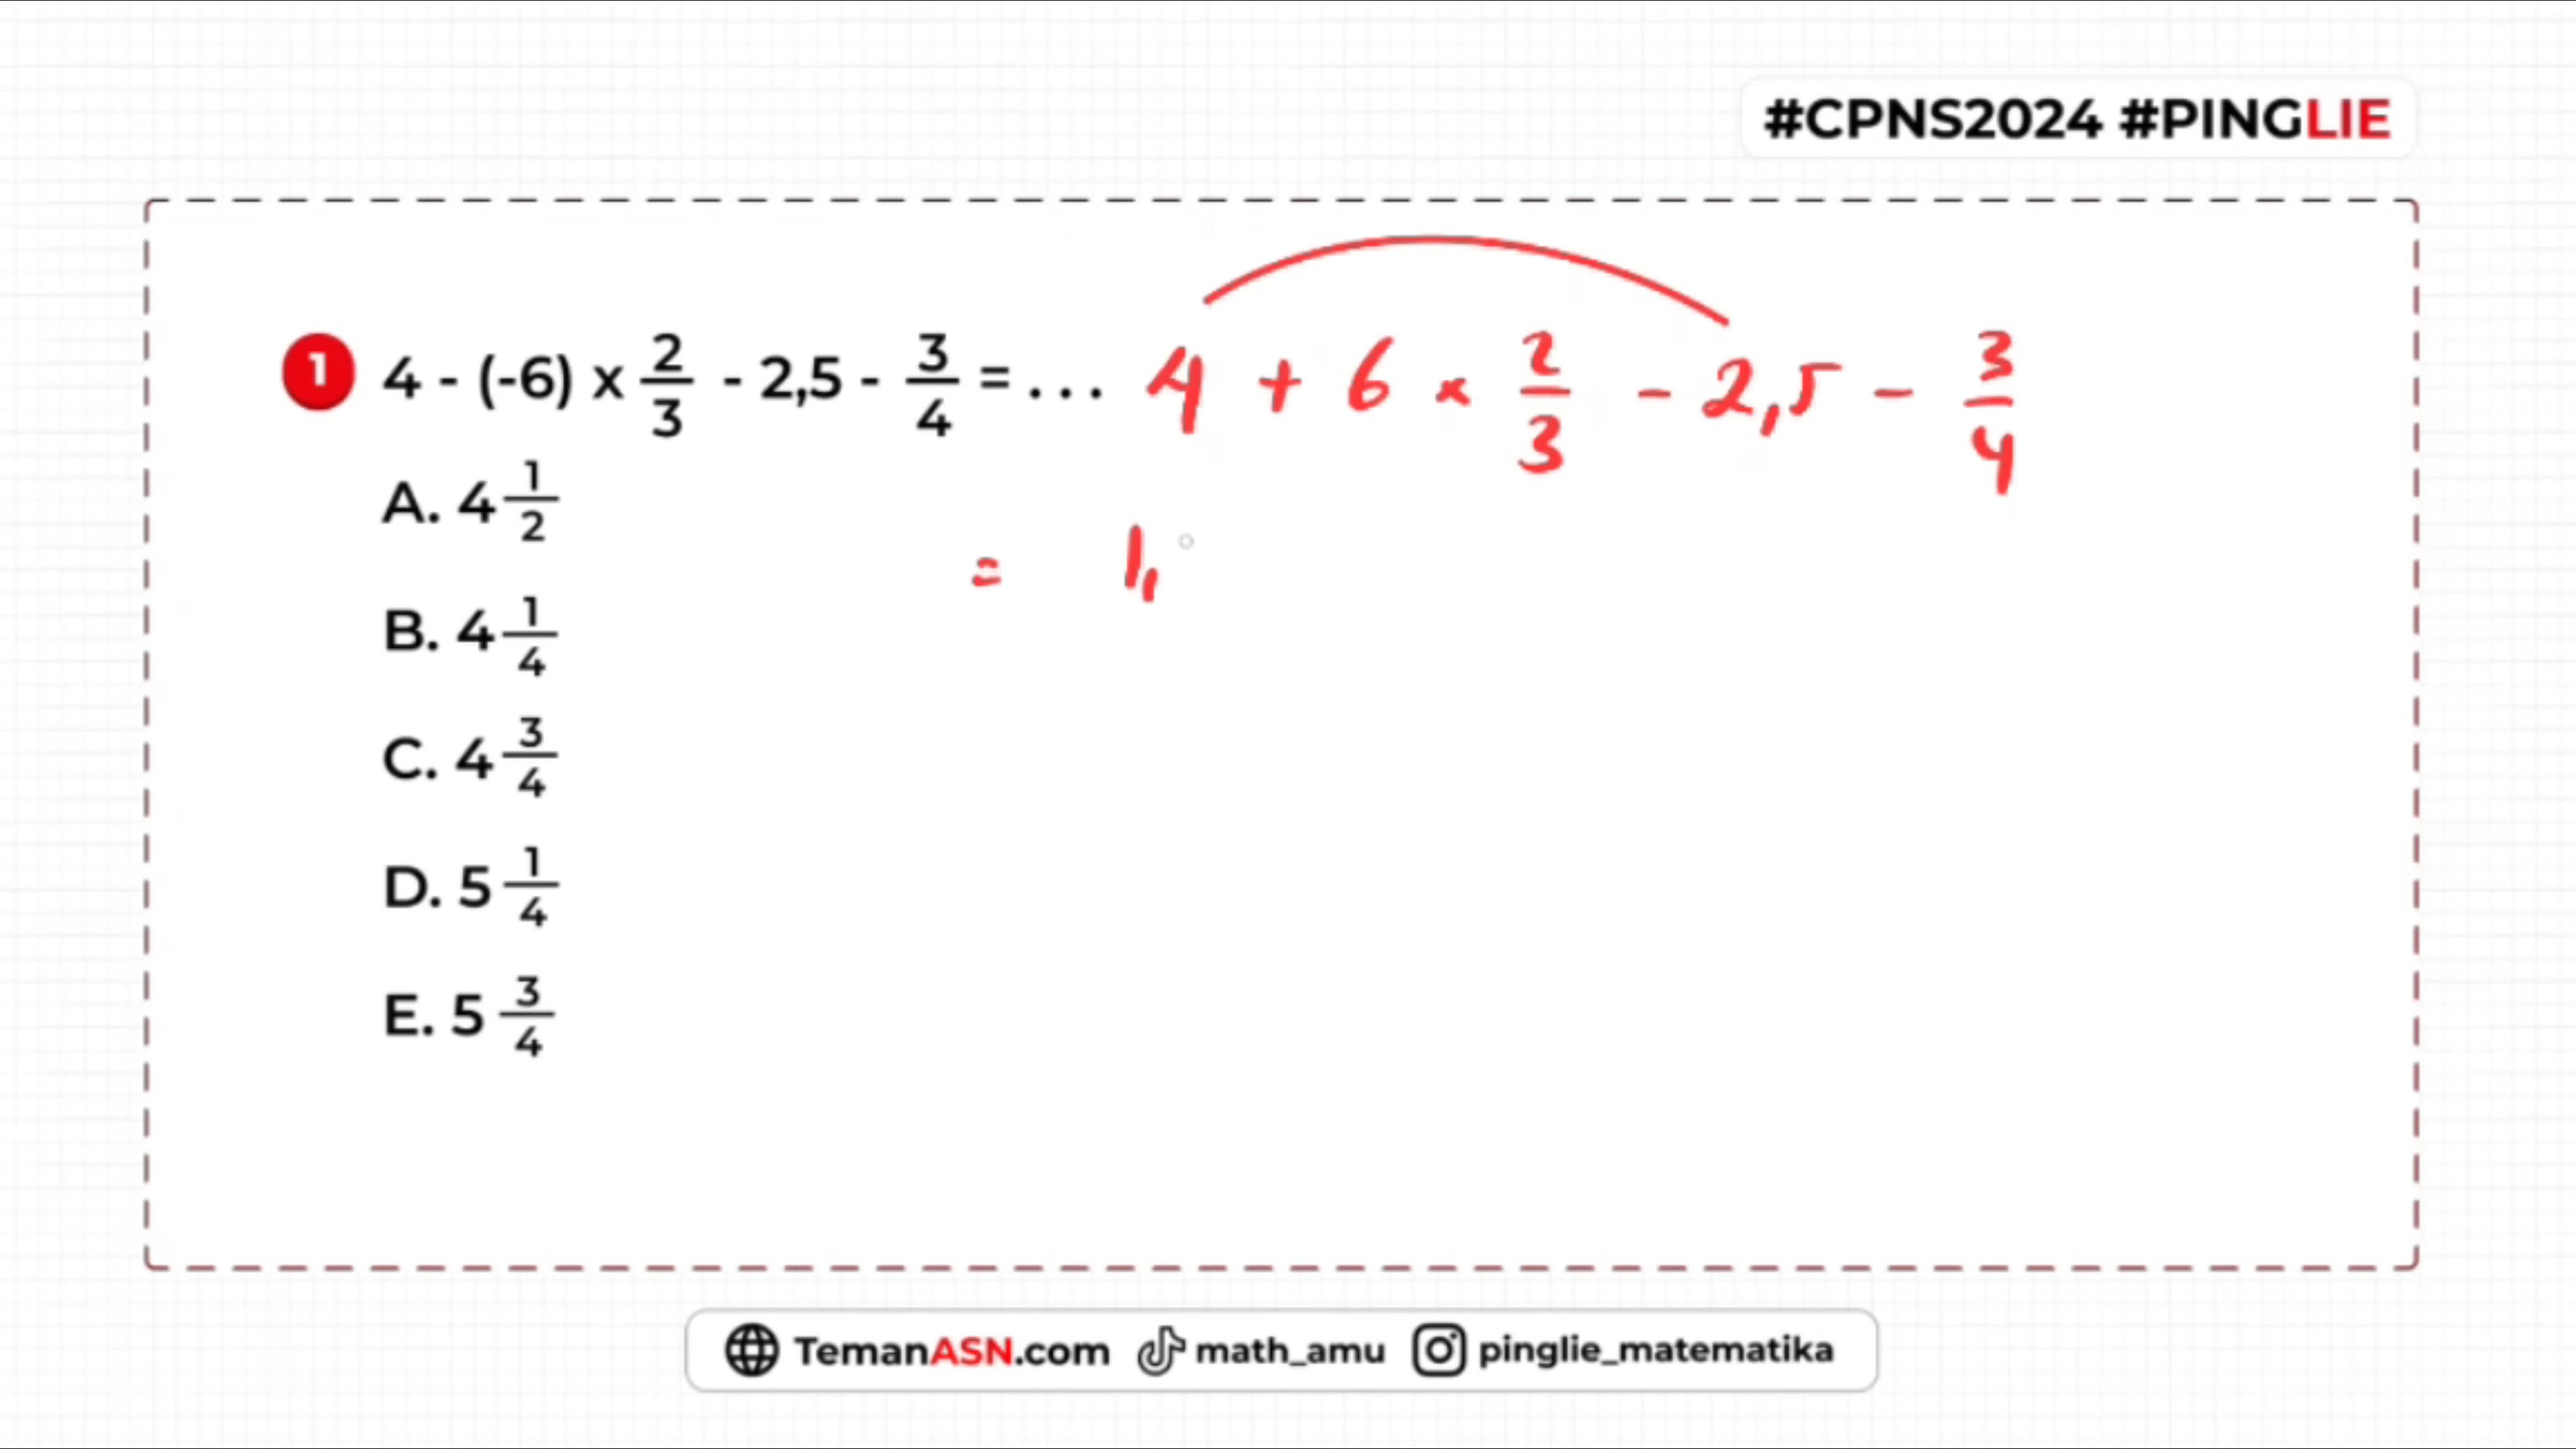 #CPNS2024 #PINGLIE
1 4 - (-6) x 2/3 - 2,5 - 3/4 = ... 4 + 6 x 2/3 - 2,5 - 3/4
A. 4 1/2
= 1,
B. 4 1/4
C. 4 3/4
D. 5 1/4
E. 5 3/4
TemanASN.com math_amu pinglie_matematika